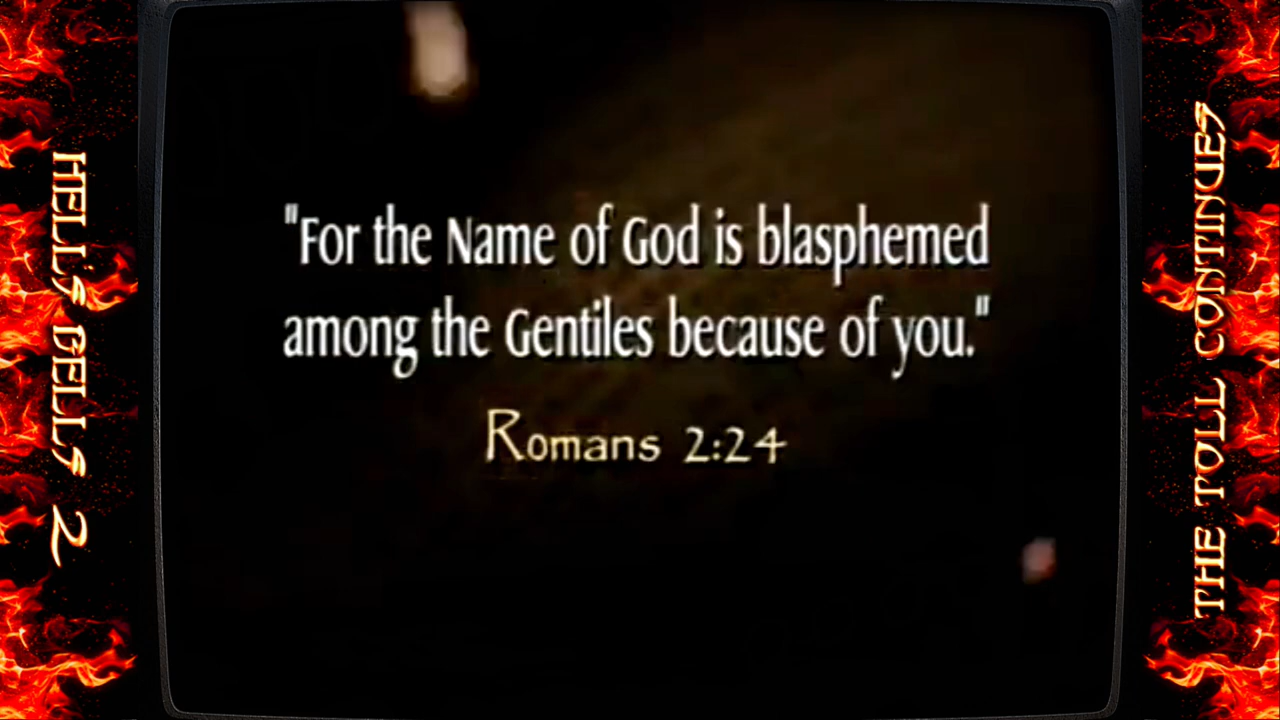 HELL'S BELLS 2
"For the Name of God is blasphemed
among the Gentiles because of you."
Romans 2:24
THE TOLL CONTINUES